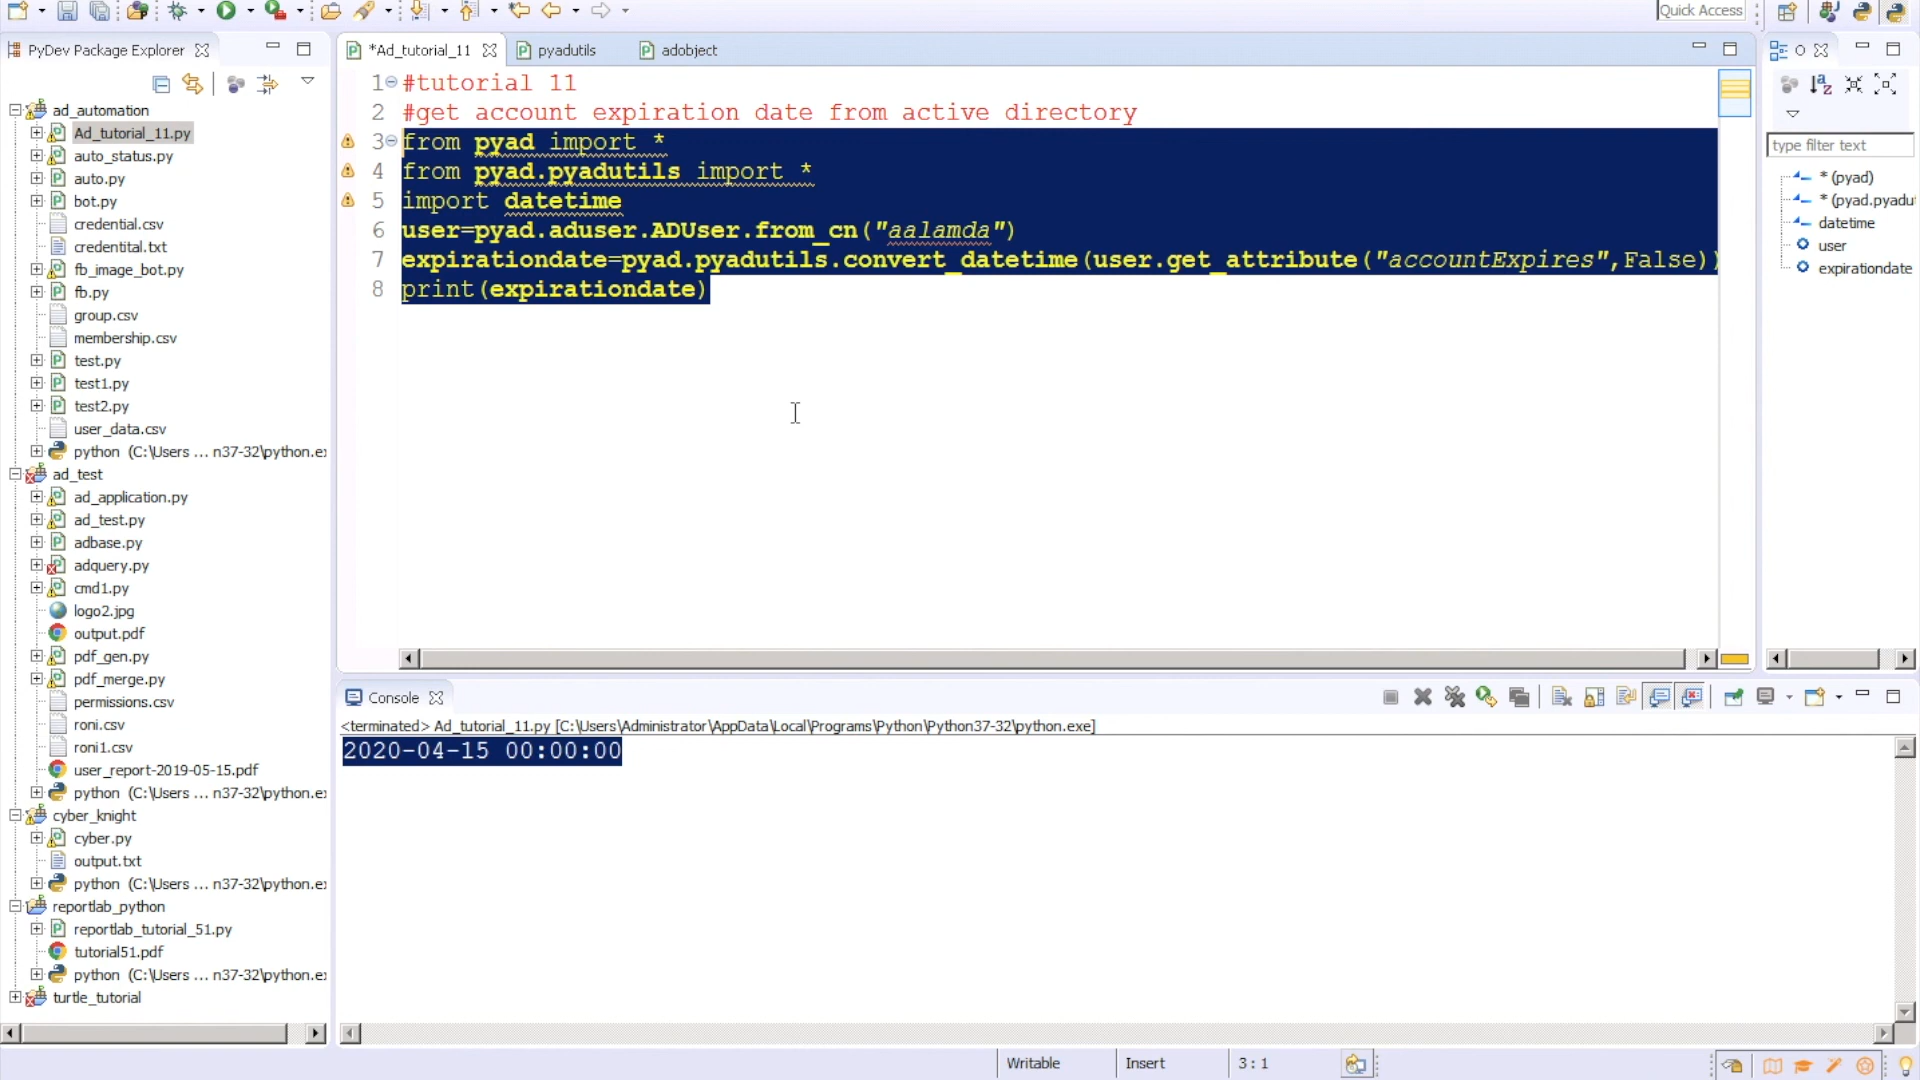 Quick Access
PyDev Package Explorer
ad_automation
Ad_tutorial_11.py
auto_status.py
auto.py
bot.py
credential.csv
credentital.txt
fb_image_bot.py
fb.py
group.csv
membership.csv
test.py
test1.py
test2.py
user_data.csv
python (C:\Users ... n37-32\python.e
ad_test
ad_application.py
ad_test.py
adbase.py
adquery.py
cmd1.py
logo2.jpg
output.pdf
pdf_gen.py
pdf_merge.py
permissions.csv
roni.csv
roni1.csv
user_report-2019-05-15.pdf
python (C:\Users ... n37-32\python.e
cyber_knight
cyber.py
output.txt
python (C:\Users ... n37-32\python.e
reportlab_python
reportlab_tutorial_51.py
tutorial51.pdf
python (C:\Users ... n37-32\python.e
turtle_tutorial
*Ad_tutorial_11 pyadutils adobject
1 #tutorial 11
2 #get account expiration date from active directory
3 from pyad import *
4 from pyad.pyadutils import *
5 import datetime
6 user=pyad.aduser.ADUser.from_cn("aalamda")
7 expirationdate=pyad.pyadutils.convert_datetime(user.get_attribute("accountExpires",False))
8 print(expirationdate)
type filter text
* (pyad)
* (pyad.pyadu
datetime
user
expirationdate
Console
<terminated> Ad_tutorial_11.py [C:\Users\Administrator\AppData\Local\Programs\Python\Python37-32\python.exe]
2020-04-15 00:00:00
Writable Insert 3 : 1